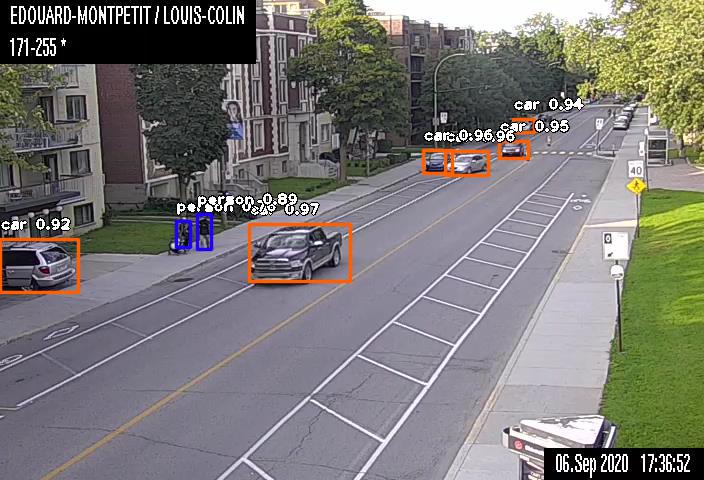 EDOUARD-MONTPETIT / LOUIS-COLIN
171-255 *
car 0.94
car 0.95
car 0.96
person 0.89
car 0.97
car 0.92
40
06.Sep 2020 17:36:52